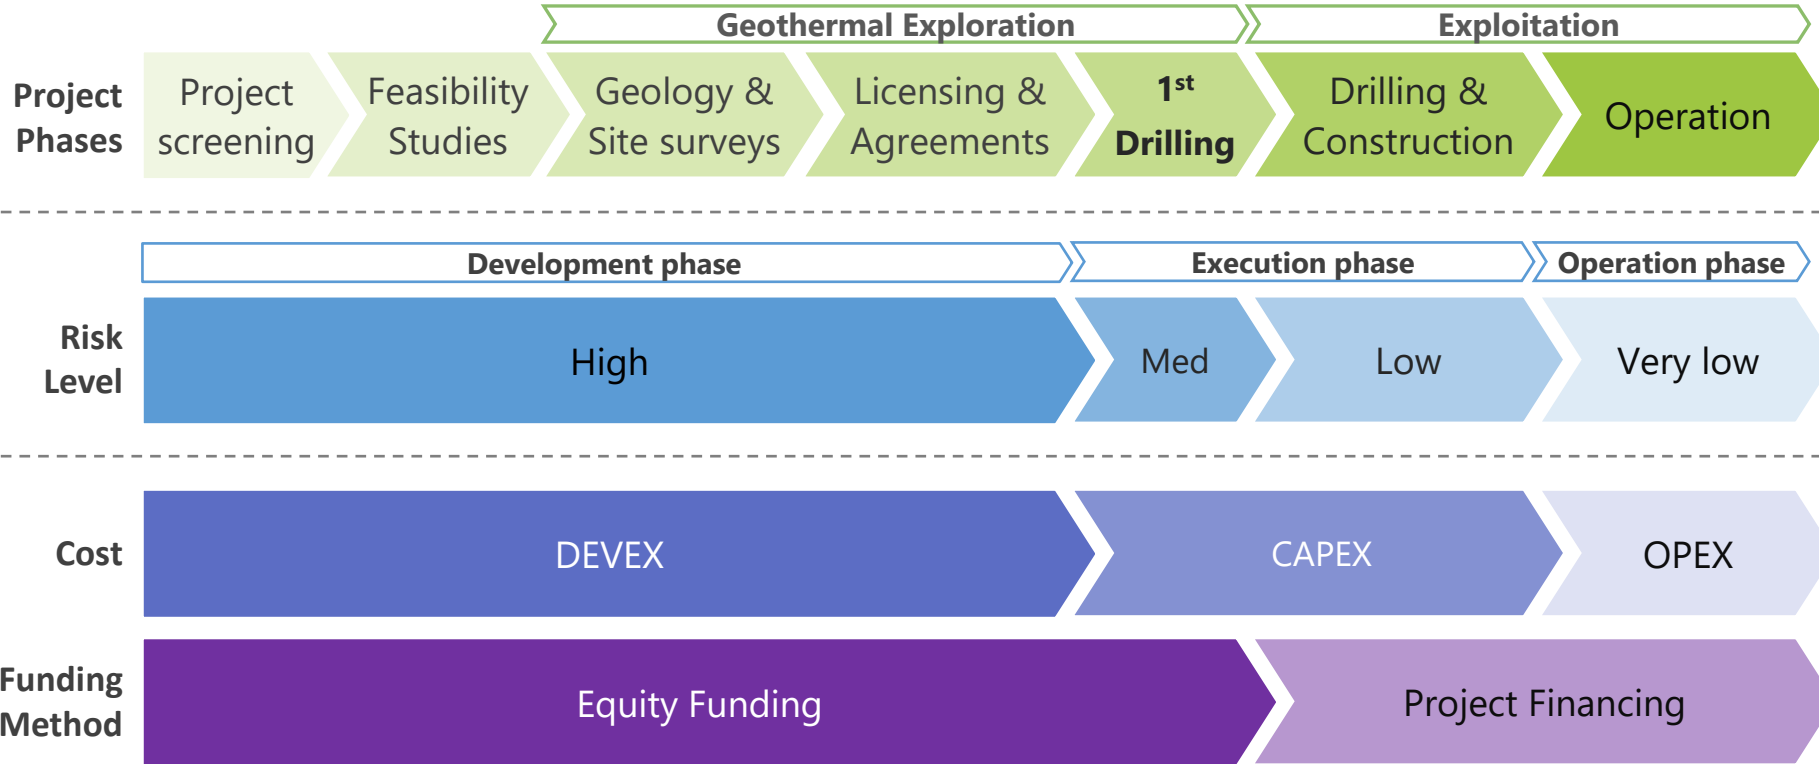 Geothermal Exploration
Exploitation
Project
Phases
Project
screening
Feasibility
Studies
Geology &
Site surveys
Licensing &
Agreements
1st
Drilling
Drilling &
Construction
Operation
Development phase
Execution phase
Operation phase
Risk
Level
High
Med
Low
Very low
Cost
DEVEX
CAPEX
OPEX
Funding
Method
Equity Funding
Project Financing